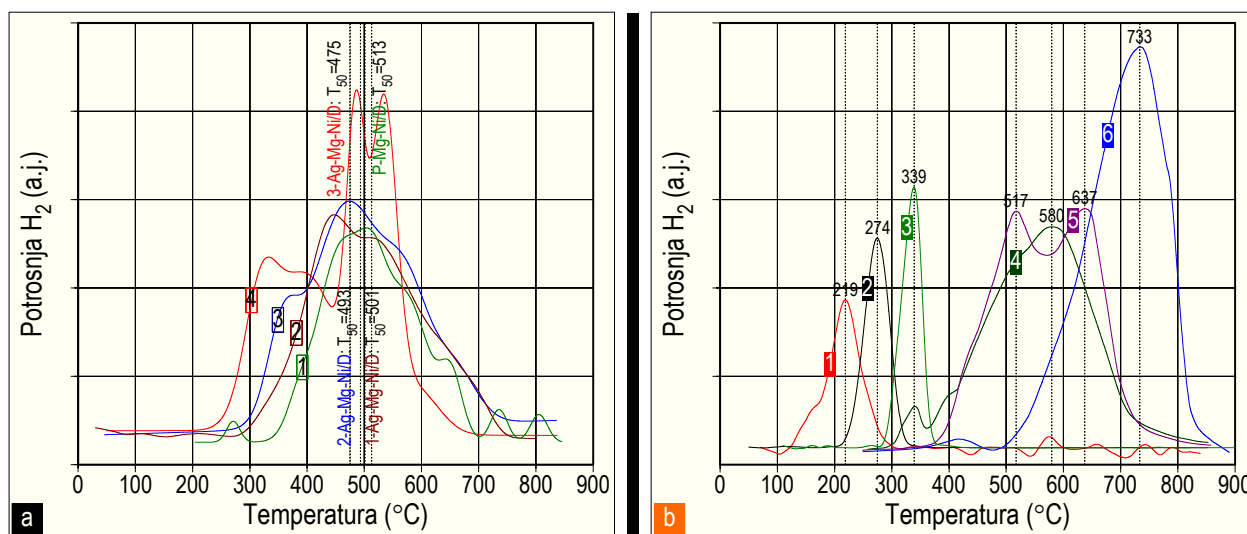 Potrosnja H2 (a.j.)
3-Ag-Mg-Ni/D: T50=475
P-Mg-Ni/D: T50=513
2-Ag-Mg-Ni/D: T50=493
1-Ag-Mg-Ni/D: T50=501
4
3
2
1
0 100 200 300 400 500 600 700 800 900
Temperatura (°C)
a
Potrosnja H2 (a.j.)
733
6
339
3
274
2
517
637
5
580
4
219
1
0 100 200 300 400 500 600 700 800 900
Temperatura (°C)
b